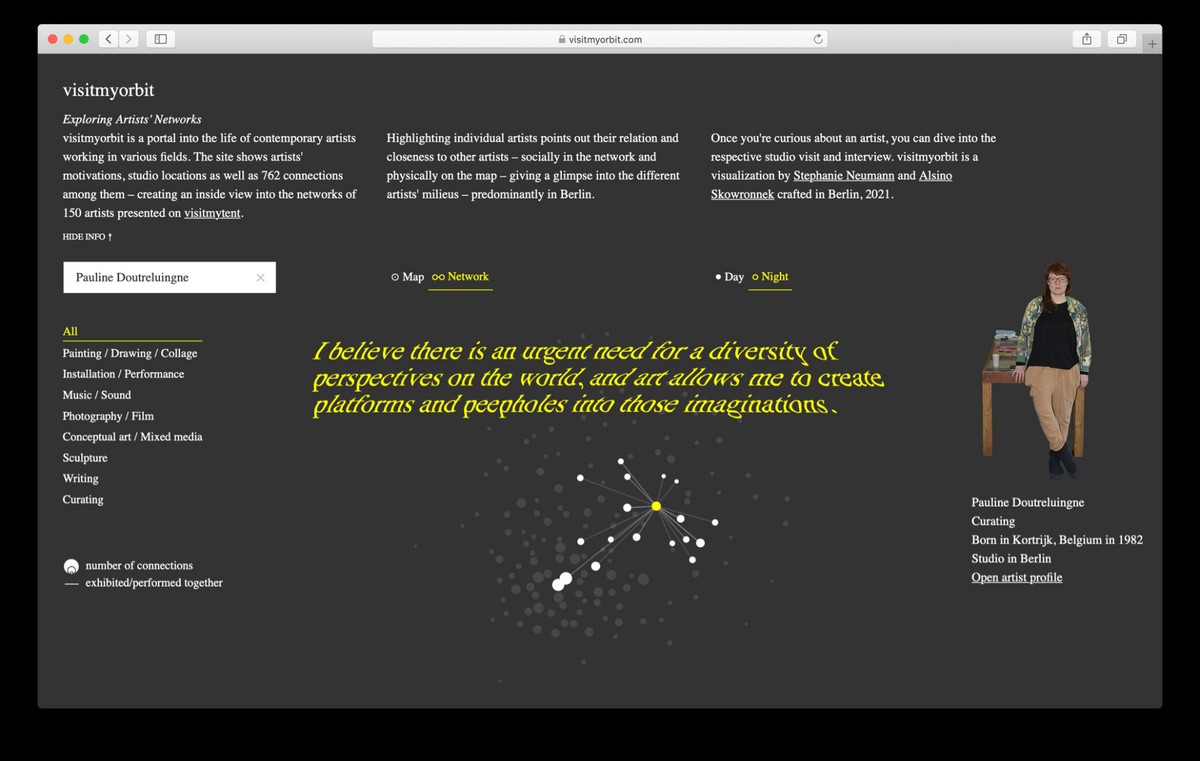 visitmyorbit.com
visitmyorbit
Exploring Artists' Networks
visitmyorbit is a portal into the life of contemporary artists
working in various fields. The site shows artists'
motivations, studio locations as well as 762 connections
among them – creating an inside view into the networks of
150 artists presented on visitmytent.
Highlighting individual artists points out their relation and
closeness to other artists – socially in the network and
physically on the map – giving a glimpse into the different
artists' milieus – predominantly in Berlin.
Once you're curious about an artist, you can dive into the
respective studio visit and interview. visitmyorbit is a
visualization by Stephanie Neumann and Alsino
Skowronnek crafted in Berlin, 2021.
HIDE INFO ↑
Pauline Doutreluingne
Map Network
Day Night
All
Painting / Drawing / Collage
Installation / Performance
Music / Sound
Photography / Film
Conceptual art / Mixed media
Sculpture
Writing
Curating
number of connections
exhibited/performed together
I believe there is an urgent need for a diversity of
perspectives on the world, and art allows me to create
platforms and peepholes into those imaginations.
Pauline Doutreluingne
Curating
Born in Kortrijk, Belgium in 1982
Studio in Berlin
Open artist profile